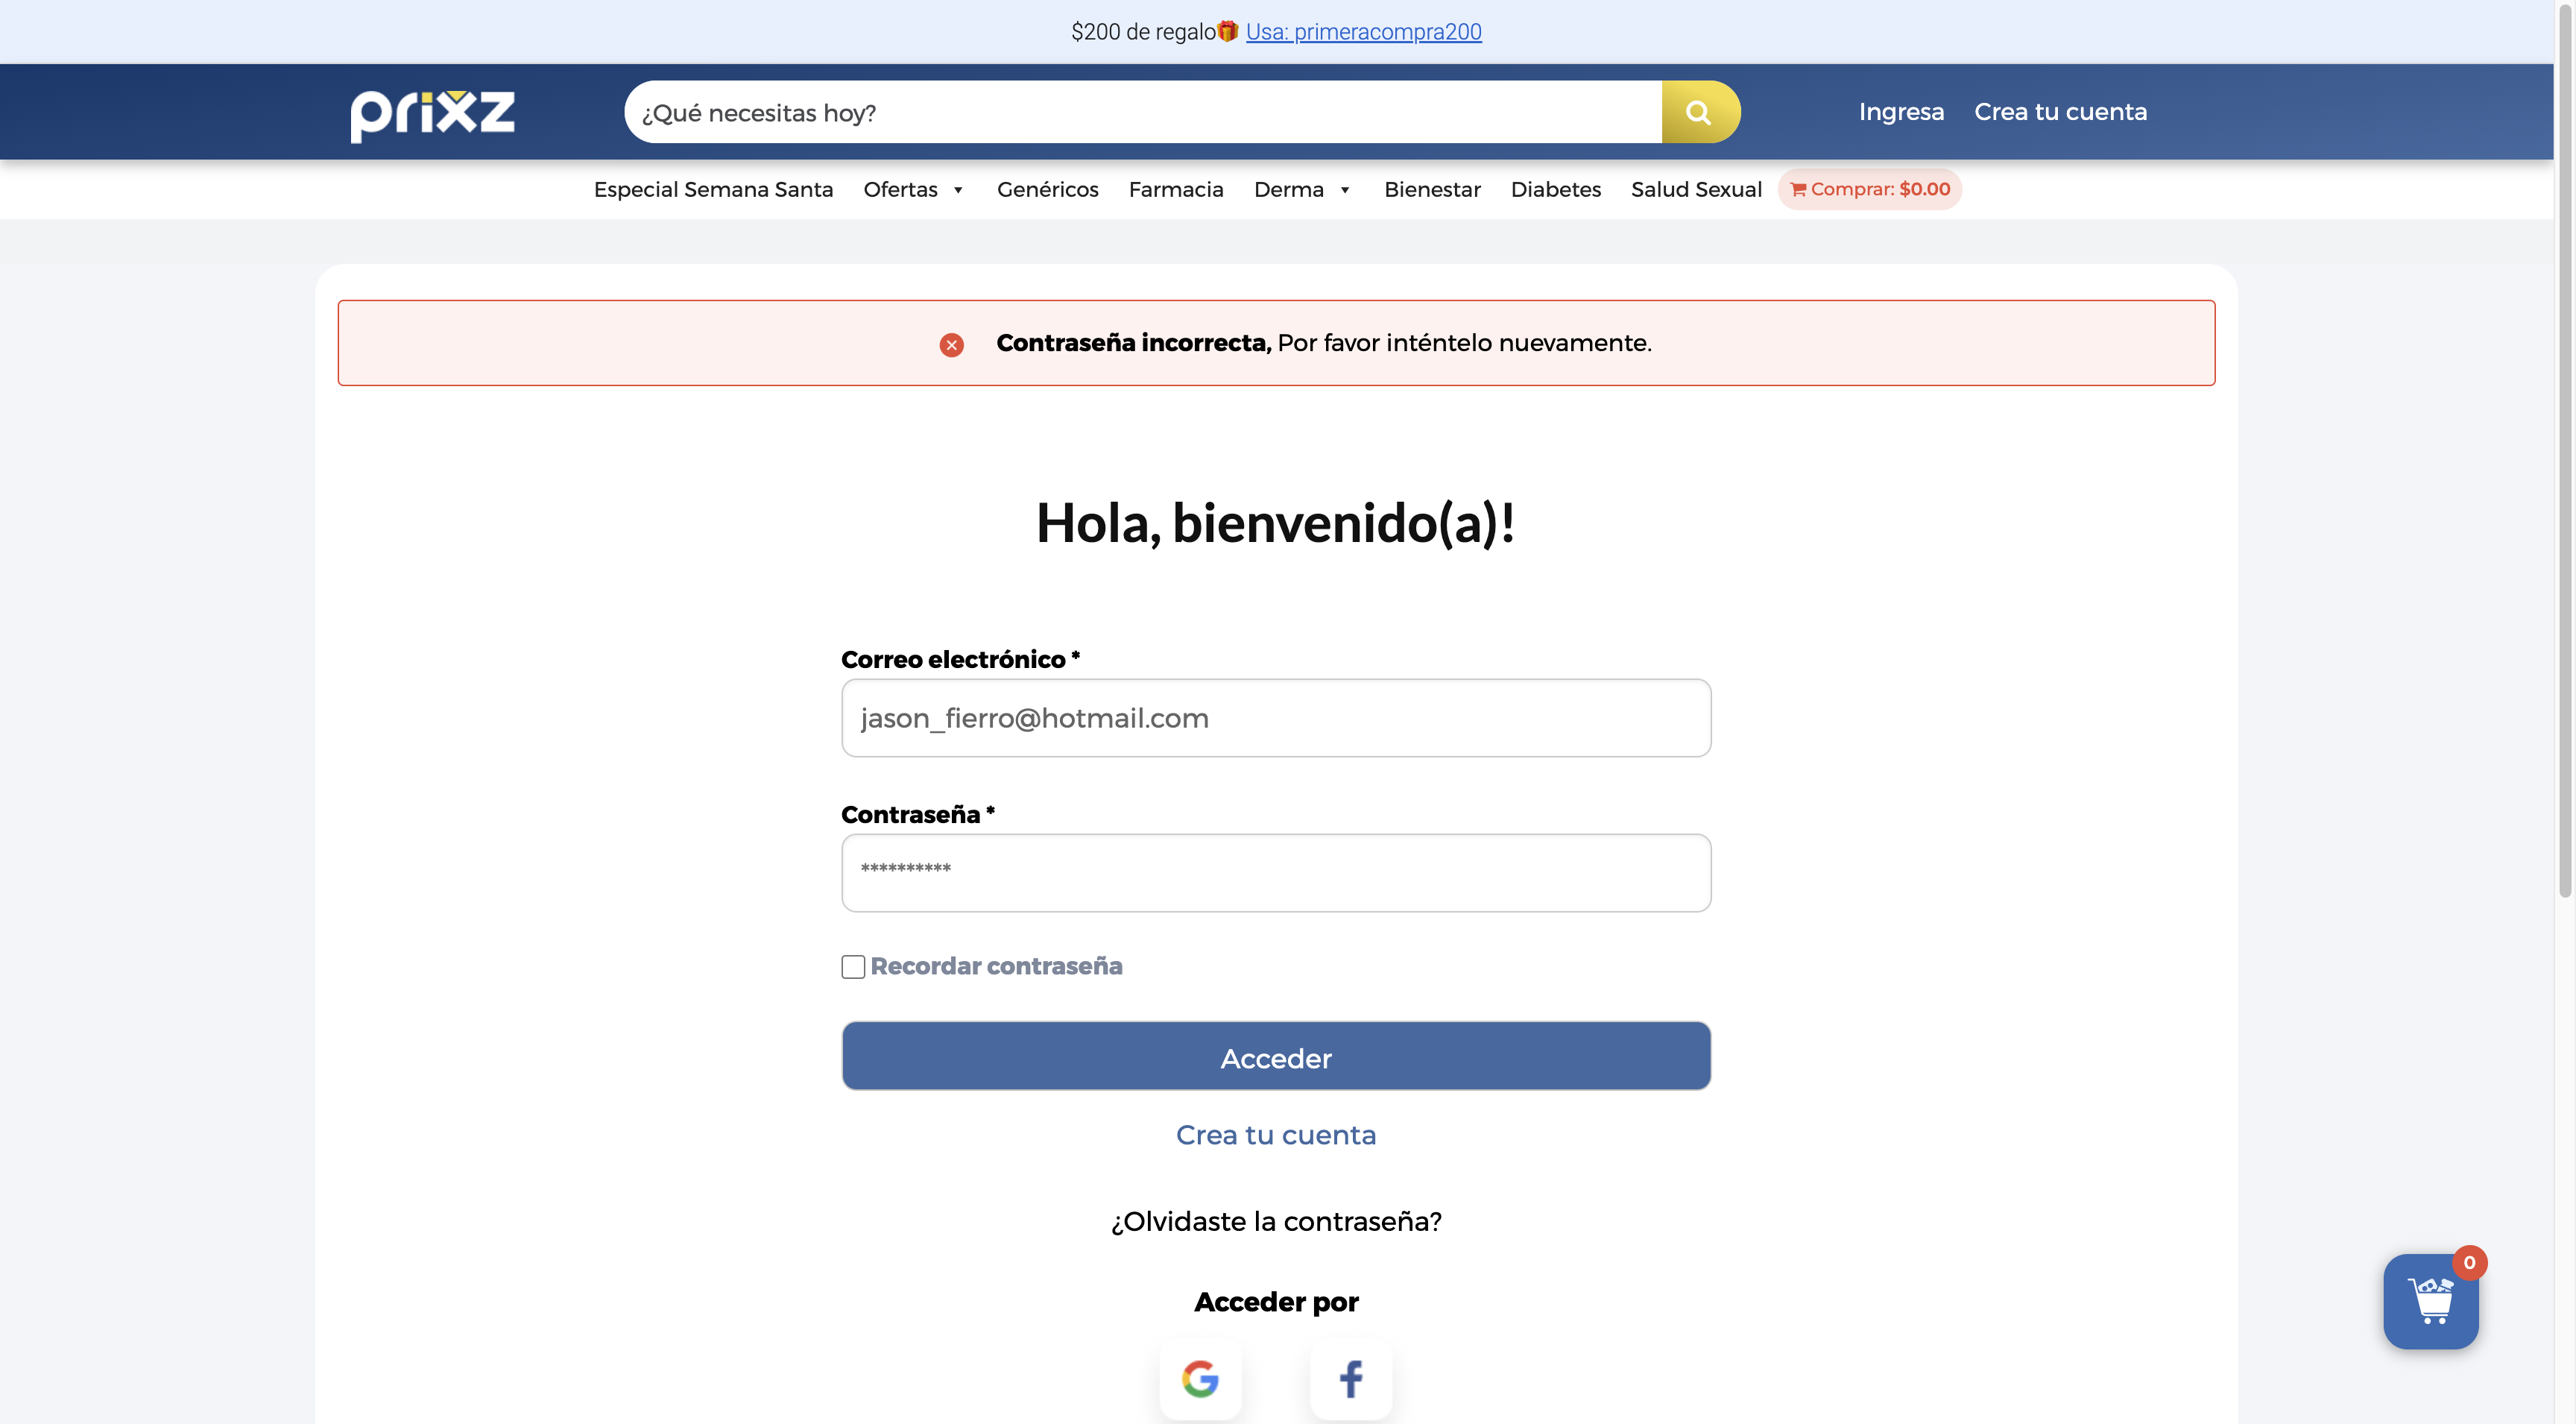 $200 de regalo🎁 Usa: primeracompra200
prixz
¿Qué necesitas hoy?
Ingresa
Crea tu cuenta
Especial Semana Santa
Ofertas
Genéricos
Farmacia
Derma
Bienestar
Diabetes
Salud Sexual
Comprar: $0.00
Contraseña incorrecta, Por favor inténtelo nuevamente.
Hola, bienvenido(a)!
Correo electrónico *
jason_fierro@hotmail.com
Contraseña *
**********
Recordar contraseña
Acceder
Crea tu cuenta
¿Olvidaste la contraseña?
0
Acceder por